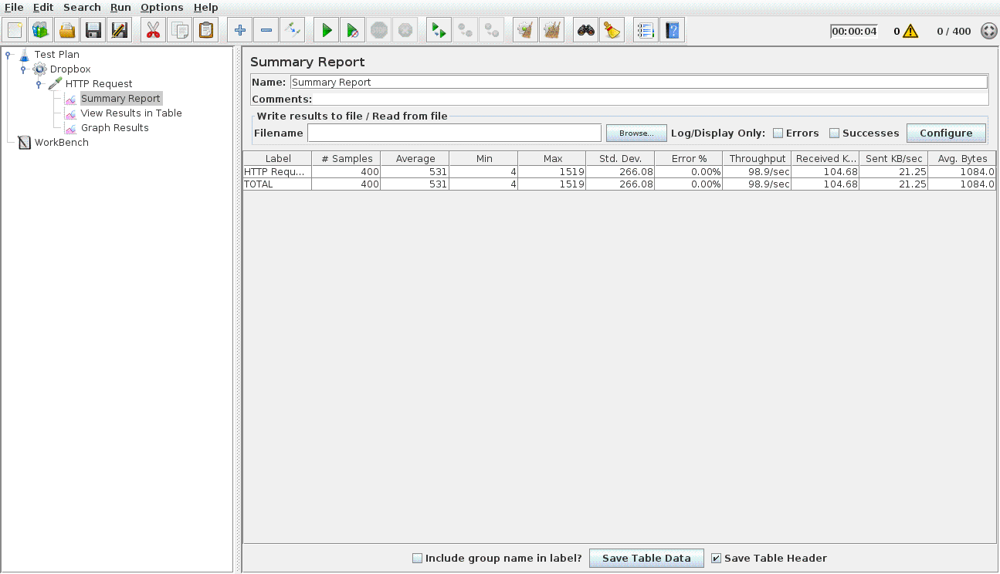 File Edit Search Run Options Help
00:00:04 0 0 / 400
Test Plan
Dropbox
HTTP Request
Summary Report
View Results in Table
Graph Results
WorkBench
Summary Report
Name: Summary Report
Comments:
Write results to file / Read from file
Filename Browse... Log/Display Only: Errors Successes Configure
Label # Samples Average Min Max Std. Dev. Error % Throughput Received K... Sent KB/sec Avg. Bytes
HTTP Requ... 400 531 4 1519 266.08 0.00% 98.9/sec 104.68 21.25 1084.0
TOTAL 400 531 4 1519 266.08 0.00% 98.9/sec 104.68 21.25 1084.0
Include group name in label? Save Table Data Save Table Header